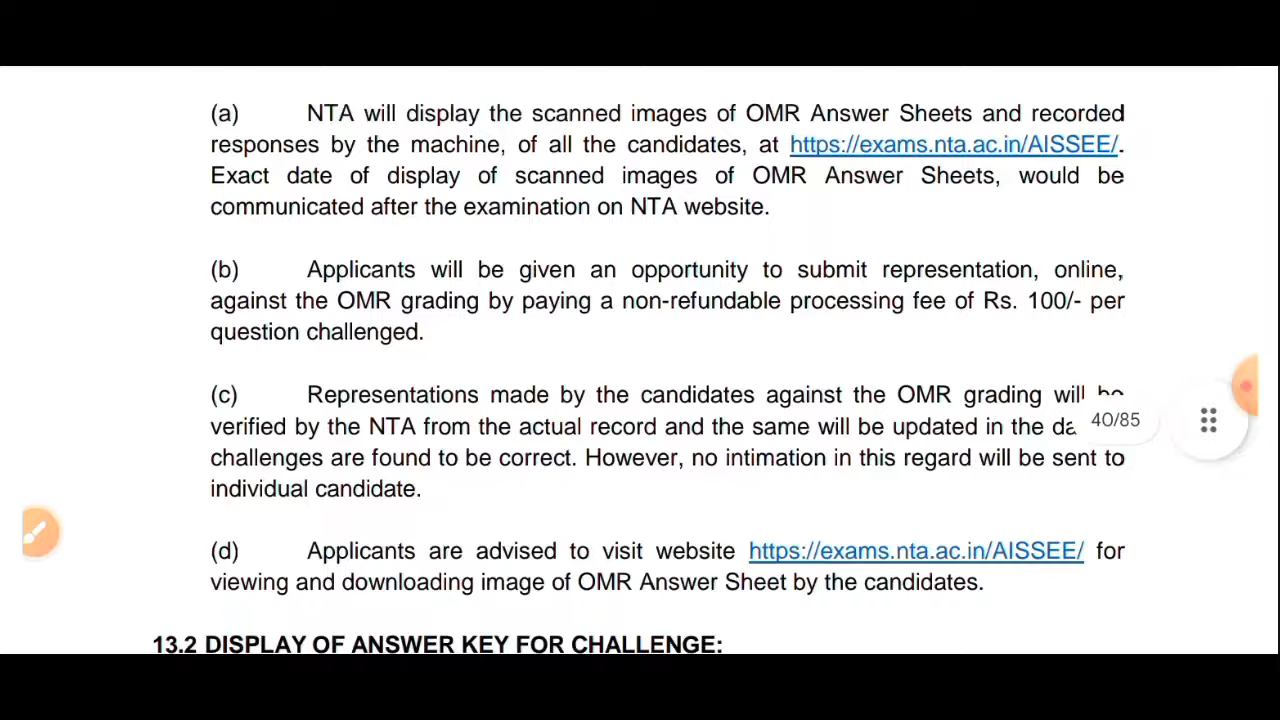 (a) NTA will display the scanned images of OMR Answer Sheets and recorded
responses by the machine, of all the candidates, at https://exams.nta.ac.in/AISSEE/.
Exact date of display of scanned images of OMR Answer Sheets, would be
communicated after the examination on NTA website.
(b) Applicants will be given an opportunity to submit representation, online,
against the OMR grading by paying a non-refundable processing fee of Rs. 100/- per
question challenged.
(c) Representations made by the candidates against the OMR grading will be
verified by the NTA from the actual record and the same will be updated in the
40/85
challenges are found to be correct. However, no intimation in this regard will be sent to
individual candidate.
(d) Applicants are advised to visit website https://exams.nta.ac.in/AISSEE/ for
viewing and downloading image of OMR Answer Sheet by the candidates.
13.2 DISPLAY OF ANSWER KEY FOR CHALLENGE: